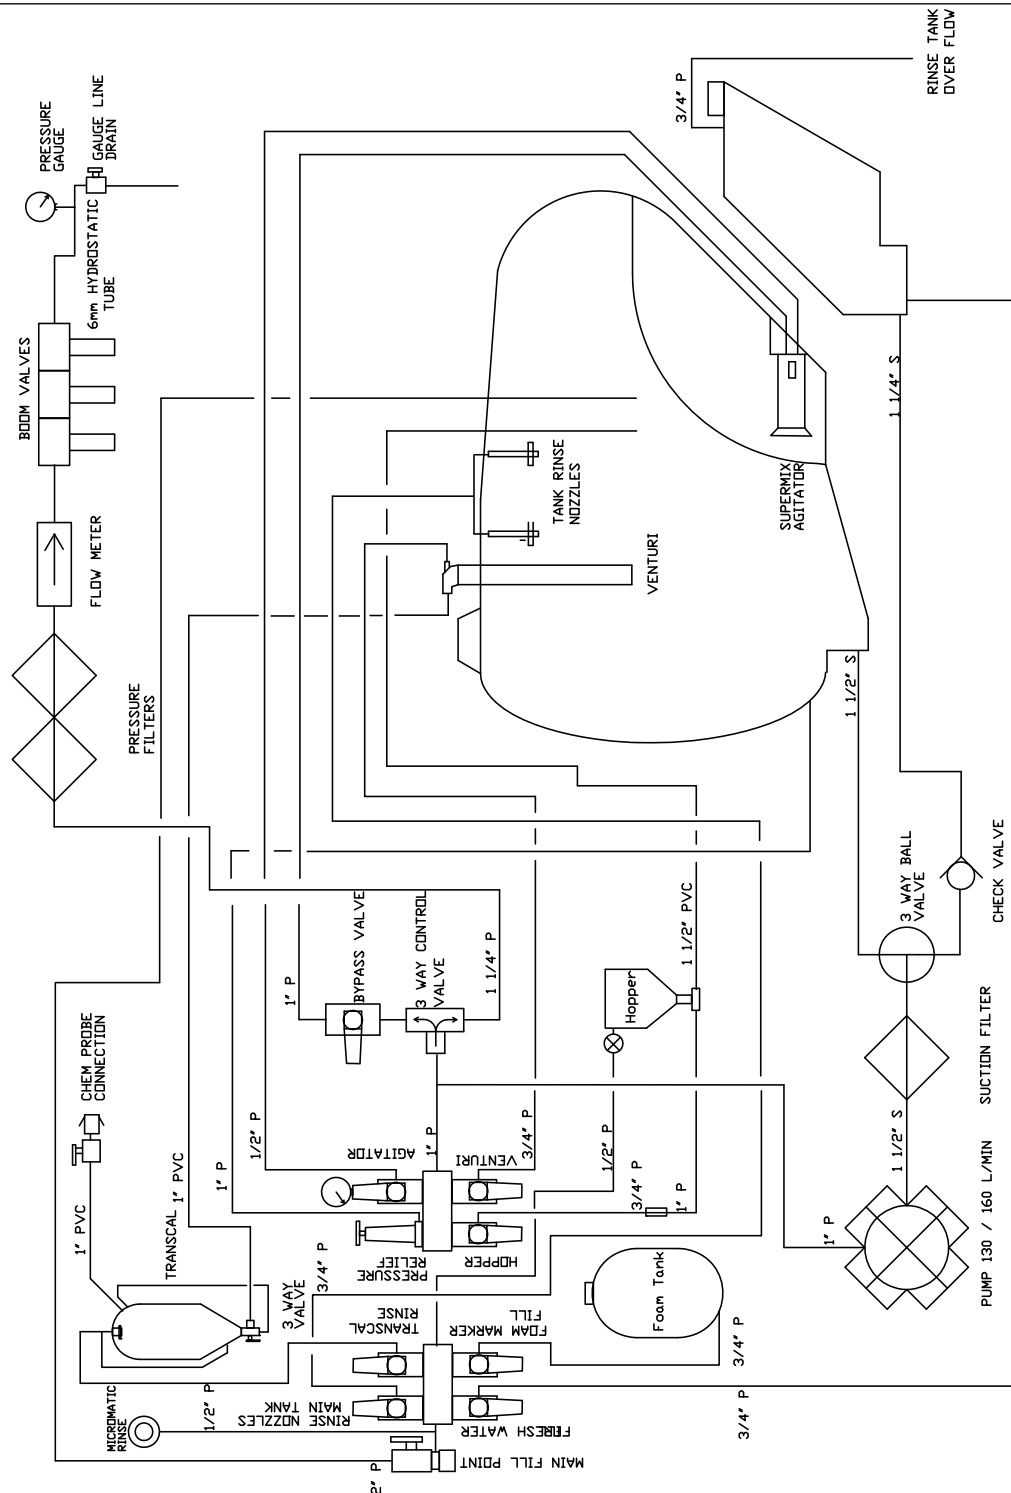 RINSE TANK
OVER FLOW
3/4" P
PRESSURE
GAUGE
GAUGE LINE
DRAIN
6mm HYDROSTATIC
TUBE
BOOM VALVES
FLOW METER
PRESSURE
FILTERS
TANK RINSE
NOZZLES
VENTURI
SUPERMIX
AGITATOR
1 1/4" S
1 1/2" S
3 WAY BALL
VALVE
CHECK VALVE
SUCTION FILTER
1 1/2" S
PUMP 130 / 160 L/MIN
1" P
BYPASS VALVE
3 WAY CONTROL
VALVE
1" P
1 1/4" P
1 1/2" PVC
Hopper
CHEM PROBE
CONNECTION
1" PVC
TRANSCAL
1" PVC
1" P
1/2" P
AGITATOR
1" P
VENTURI
3/4" P
1/2" P
3/4" P
1" P
PRESSURE
RELIEF
HOPPER
3 WAY
VALVE
3/4" P
TRANSCAL
RINSE
FOAM MARKER
FILL
Foam Tank
3/4" P
3/4" P
MICROMATIC
RINSE
1/2" P
RINSE NOZZLES
MAIN TANK
FRESH WATER
MAIN FILL POINT
2" P